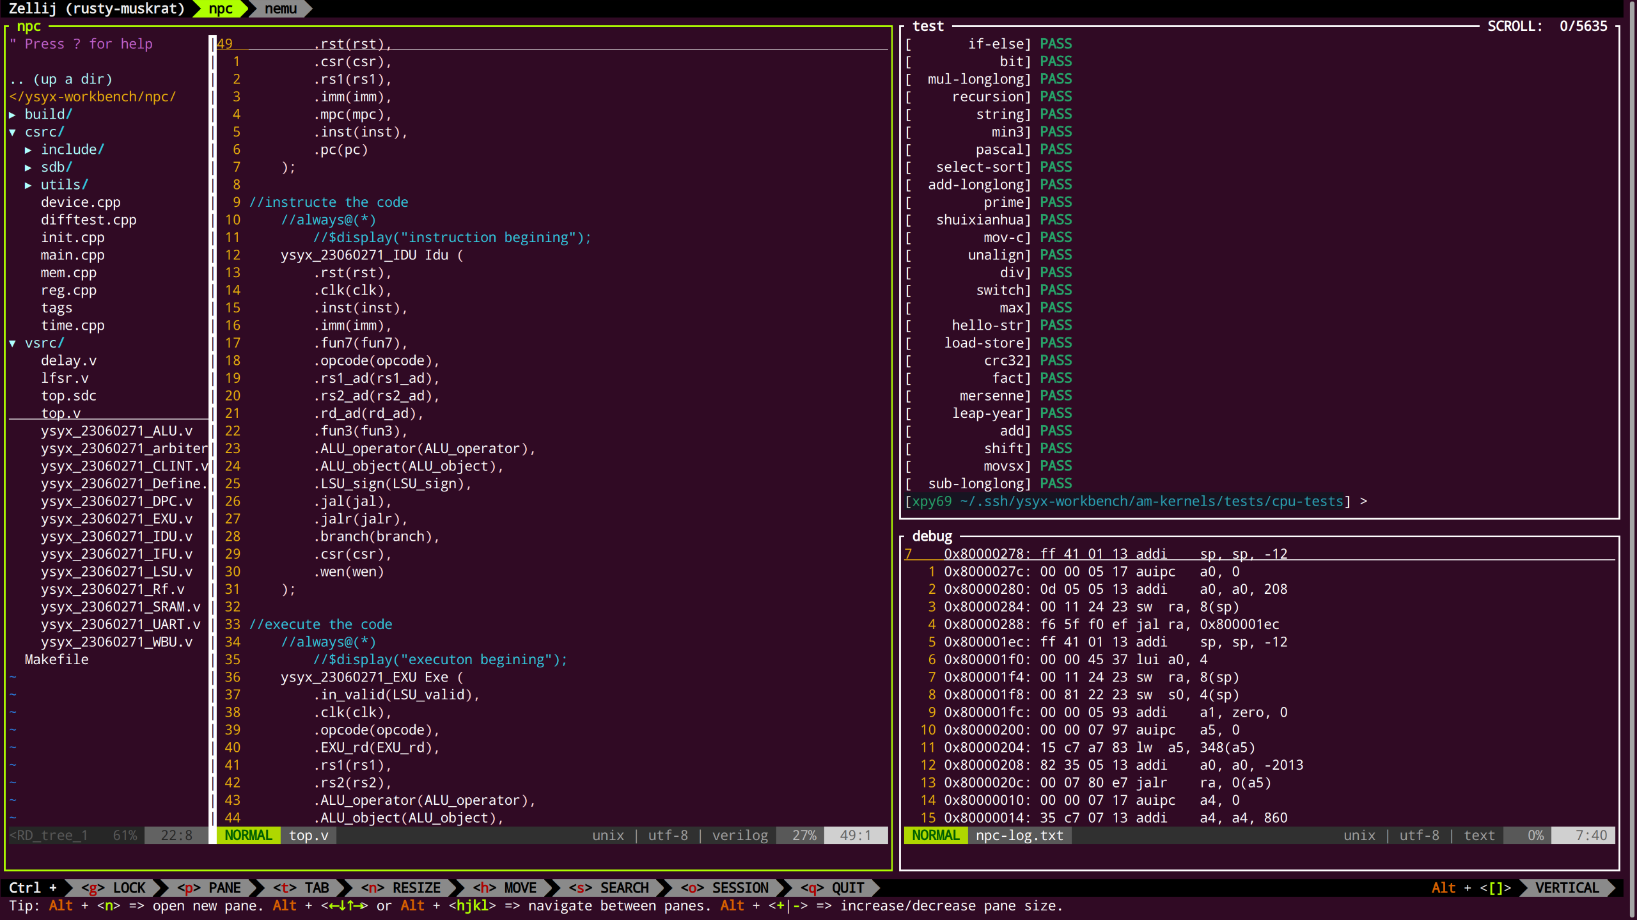 Zellij (rusty-muskrat) npc nemu
npc
" Press ? for help
.. (up a dir)
</ysyx-workbench/npc/
▸ build/
▾ csrc/
▸ include/
▸ sdb/
▸ utils/
device.cpp
difftest.cpp
init.cpp
main.cpp
mem.cpp
reg.cpp
tags
time.cpp
▾ vsrc/
delay.v
lfsr.v
top.sdc
top.v
ysyx_23060271_ALU.v
ysyx_23060271_arbiter
ysyx_23060271_CLINT.v
ysyx_23060271_Define.
ysyx_23060271_DPC.v
ysyx_23060271_EXU.v
ysyx_23060271_IDU.v
ysyx_23060271_IFU.v
ysyx_23060271_LSU.v
ysyx_23060271_Rf.v
ysyx_23060271_SRAM.v
ysyx_23060271_UART.v
ysyx_23060271_WBU.v
Makefile
~
~
~
~
~
~
~
~
~
<RD_tree_1 61% 22:8
49 .rst(rst),
1 .csr(csr),
2 .rs1(rs1),
3 .imm(imm),
4 .mpc(mpc),
5 .inst(inst),
6 .pc(pc)
7 );
8
9 //instructe the code
10 //always@(*)
11 //$display("instruction begining");
12 ysyx_23060271_IDU Idu (
13 .rst(rst),
14 .clk(clk),
15 .inst(inst),
16 .imm(imm),
17 .fun7(fun7),
18 .opcode(opcode),
19 .rs1_ad(rs1_ad),
20 .rs2_ad(rs2_ad),
21 .rd_ad(rd_ad),
22 .fun3(fun3),
23 .ALU_operator(ALU_operator),
24 .ALU_object(ALU_object),
25 .LSU_sign(LSU_sign),
26 .jal(jal),
27 .jalr(jalr),
28 .branch(branch),
29 .csr(csr),
30 .wen(wen)
31 );
32
33 //execute the code
34 //always@(*)
35 //$display("executon begining");
36 ysyx_23060271_EXU Exe (
37 .in_valid(LSU_valid),
38 .clk(clk),
39 .opcode(opcode),
40 .EXU_rd(EXU_rd),
41 .rs1(rs1),
42 .rs2(rs2),
43 .ALU_operator(ALU_operator),
44 .ALU_object(ALU_object),
NORMAL top.v unix | utf-8 | verilog 27% 49:1
test SCROLL: 0/5635
[ if-else] PASS
[ bit] PASS
[ mul-longlong] PASS
[ recursion] PASS
[ string] PASS
[ min3] PASS
[ pascal] PASS
[ select-sort] PASS
[ add-longlong] PASS
[ prime] PASS
[ shuixianhua] PASS
[ mov-c] PASS
[ unalign] PASS
[ div] PASS
[ switch] PASS
[ max] PASS
[ hello-str] PASS
[ load-store] PASS
[ crc32] PASS
[ fact] PASS
[ mersenne] PASS
[ leap-year] PASS
[ add] PASS
[ shift] PASS
[ movsx] PASS
[ sub-longlong] PASS
[xpy69 ~/.ssh/ysyx-workbench/am-kernels/tests/cpu-tests] >
debug
7 0x80000278: ff 41 01 13 addi sp, sp, -12
1 0x8000027c: 00 00 05 17 auipc a0, 0
2 0x80000280: 0d 05 05 13 addi a0, a0, 208
3 0x80000284: 00 11 24 23 sw ra, 8(sp)
4 0x80000288: f6 5f f0 ef jal ra, 0x800001ec
5 0x800001ec: ff 41 01 13 addi sp, sp, -12
6 0x800001f0: 00 00 45 37 lui a0, 4
7 0x800001f4: 00 11 24 23 sw ra, 8(sp)
8 0x800001f8: 00 81 22 23 sw s0, 4(sp)
9 0x800001fc: 00 00 05 93 addi a1, zero, 0
10 0x80000200: 00 00 07 97 auipc a5, 0
11 0x80000204: 15 c7 a7 83 lw a5, 348(a5)
12 0x80000208: 82 35 05 13 addi a0, a0, -2013
13 0x8000020c: 00 07 80 e7 jalr ra, 0(a5)
14 0x80000010: 00 00 07 17 auipc a4, 0
15 0x80000014: 35 c7 07 13 addi a4, a4, 860
NORMAL npc-log.txt unix | utf-8 | text 0% 7:40
Ctrl + <g> LOCK <p> PANE <t> TAB <n> RESIZE <h> MOVE <s> SEARCH <o> SESSION <q> QUIT Alt + <[]> VERTICAL
Tip: Alt + <n> => open new pane. Alt + <←↓↑→> or Alt + <hjkl> => navigate between panes. Alt + <+|-> => increase/decrease pane size.